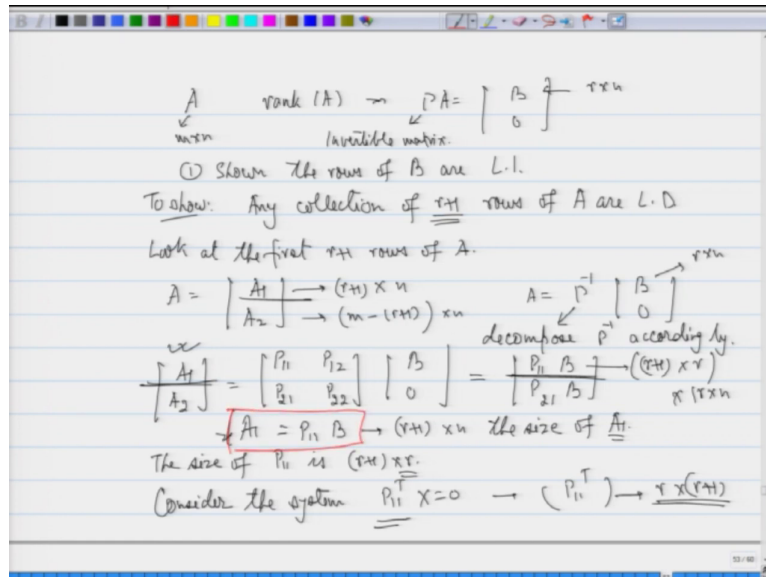 B I
A rank (A) ~ PA = [ B 0 ] ← r×n
m×n Invertible matrix.
① Shown the rows of B are L.I.
To show: Any collection of r+1 rows of A are L.D
Look at the first r+1 rows of A.
A = [ A1 A2 ] → (r+1) × n → (m-(r+1)) × n A = P^-1 [ B 0 ] r×n
decompose P^-1 accordingly.
[ A1 A2 ] = [ P11 P12 P21 P22 ] [ B 0 ] = [ P11 B P21 B ] → ((r+1) × r) × (r×n
A1 = P11 B → (r+1) × n the size of A1.
The size of P11 is (r+1) × r.
Consider the system P11^T x = 0 → (P11^T) → r × (r+1)
53 / 60